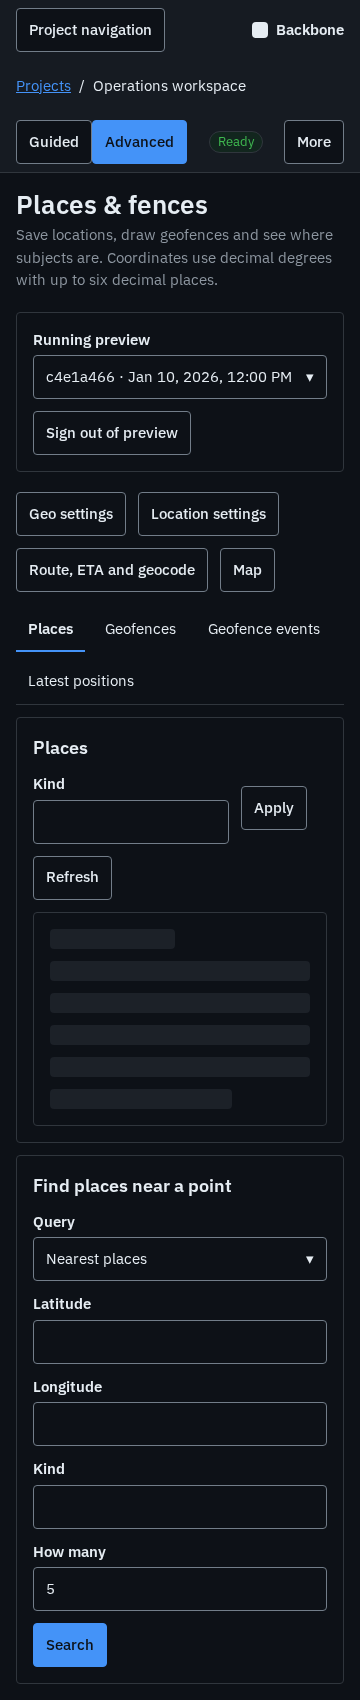 Project navigation
Backbone
Projects / Operations workspace
Guided
Advanced
Ready
More
Places & fences
Save locations, draw geofences and see where
subjects are. Coordinates use decimal degrees
with up to six decimal places.
Running preview
c4e1a466 · Jan 10, 2026, 12:00 PM ▾
Sign out of preview
Geo settings
Location settings
Route, ETA and geocode
Map
Places
Geofences
Geofence events
Latest positions
Places
Kind
Apply
Refresh
Find places near a point
Query
Nearest places ▾
Latitude
Longitude
Kind
How many
5
Search